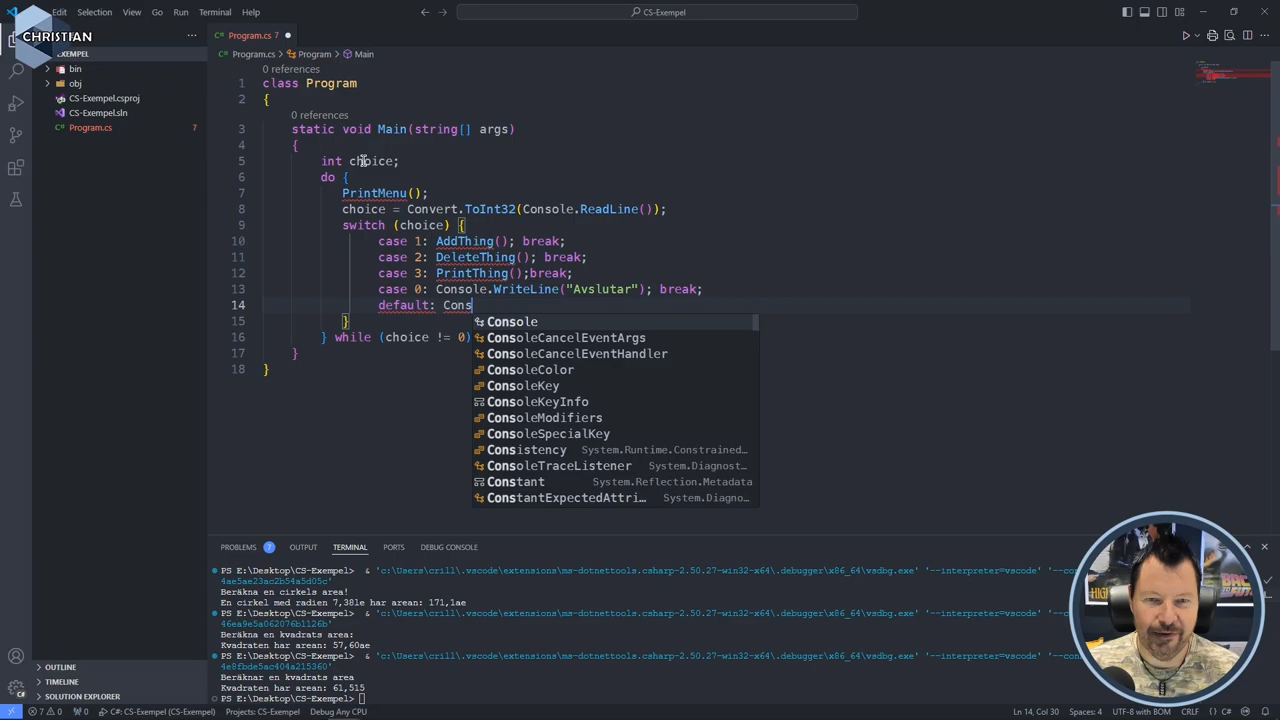 CHRISTIAN
Edit Selection View Go Run Terminal Help
CS-Exempel
Program.cs 7
EXEMPEL
Program.cs > Program > Main
bin
obj
CS-Exempel.csproj
CS-Exempel.sln
Program.cs 7
0 references
1 class Program
2 {
0 references
3 static void Main(string[] args)
4 {
5 int choice;
6 do {
7 PrintMenu();
8 choice = Convert.ToInt32(Console.ReadLine());
9 switch (choice) {
10 case 1: AddThing(); break;
11 case 2: DeleteThing(); break;
12 case 3: PrintThing();break;
13 case 0: Console.WriteLine("Avslutar"); break;
14 default: Cons
15 }
16 } while (choice != 0)
17 }
18 }
Console
ConsoleCancelEventArgs
ConsoleCancelEventHandler
ConsoleColor
ConsoleKey
ConsoleKeyInfo
ConsoleModifiers
ConsoleSpecialKey
Consistency System.Runtime.Constrained…
ConsoleTraceListener System.Diagnost…
Constant System.Reflection.Metadata
ConstantExpectedAttri… System.Diagno…
PROBLEMS 7 OUTPUT TERMINAL PORTS DEBUG CONSOLE
PS E:\Desktop\CS-Exempel> & 'c:\Users\crill\.vscode\extensions\ms-dotnettools.csharp-2.50.27-win32-x64\.debugger\x86_64\vsdbg.exe' '--interpreter=vscode' '--con
4ae5ae23ac2b54a5d05c'
Beräkna en cirkels area!
En cirkel med radien 7,38le har arean: 171,1ae
PS E:\Desktop\CS-Exempel> & 'c:\Users\crill\.vscode\extensions\ms-dotnettools.csharp-2.50.27-win32-x64\.debugger\x86_64\vsdbg.exe' '--interpreter=vscode' '--co
46ea9e5a062076b1126b'
Beräkna en kvadrats area:
Kvadraten har arean: 57,60ae
PS E:\Desktop\CS-Exempel> & 'c:\Users\crill\.vscode\extensions\ms-dotnettools.csharp-2.50.27-win32-x64\.debugger\x86_64\vsdbg.exe' '--interpreter=vscode' '--co
4e8fbde5ac404a215360'
Beräknar en kvadrats area
Kvadraten har arean: 61,515
PS E:\Desktop\CS-Exempel>
OUTLINE
TIMELINE
SOLUTION EXPLORER
7 0 0 C#: CS-Exempel (CS-Exempel) Projects: CS-Exempel Debug Any CPU Ln 14, Col 30 Spaces: 4 UTF-8 with BOM CRLF C#